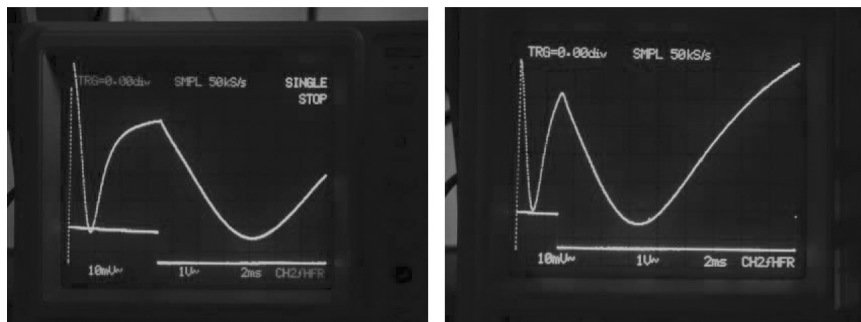 TRG=0.00div SMPL 50kS/s SINGLE
STOP
10mV~ 1V~ 2ms CH2∫HFR
TRG=0.00div SMPL 50kS/s
10mV~ 1V~ 2ms CH2∫HFR